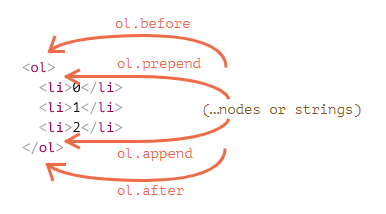 ol.before
<ol>
ol.prepend
<li>0</li>
<li>1</li>
(…nodes or strings)
<li>2</li>
</ol>
ol.append
ol.after